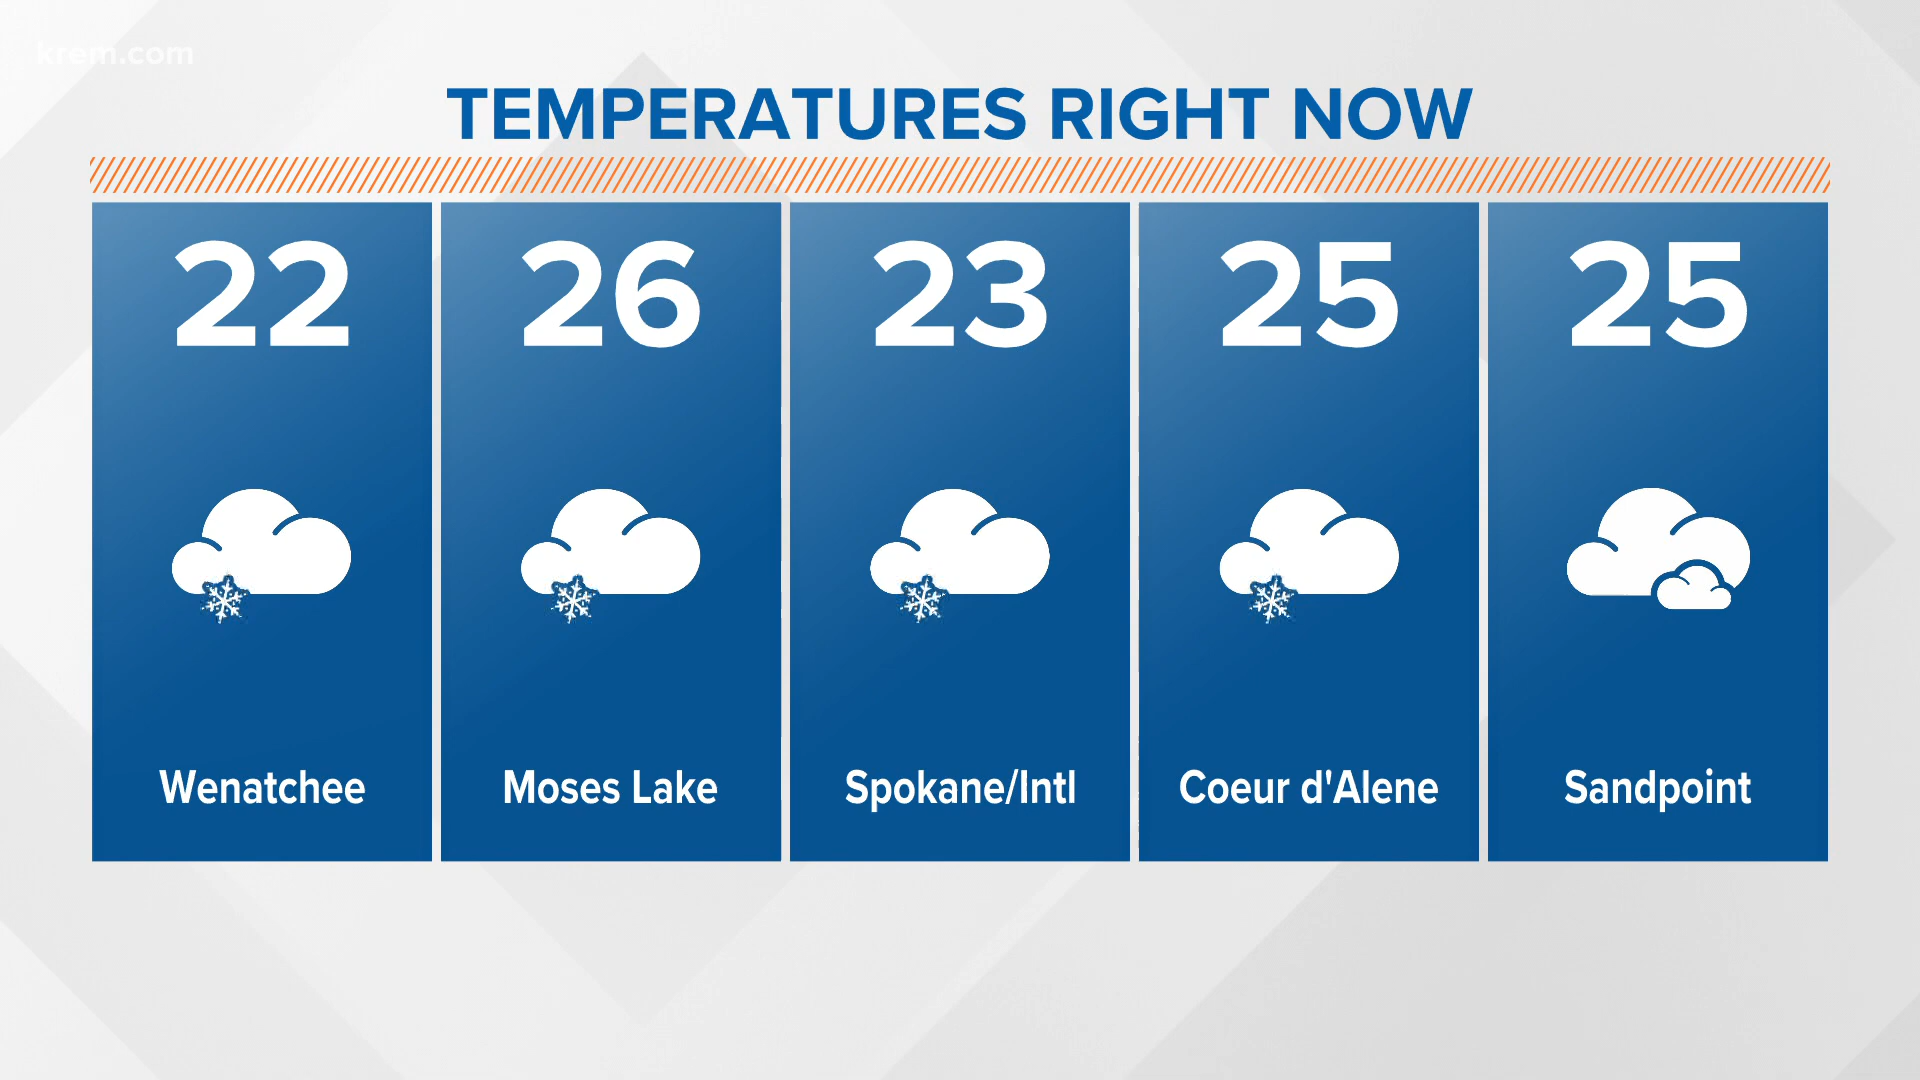 krem.com
TEMPERATURES RIGHT NOW
22 26 23 25 25
Wenatchee Moses Lake Spokane/Intl Coeur d'Alene Sandpoint